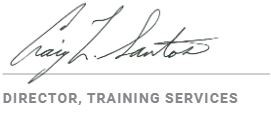 Craig L. Santos
DIRECTOR, TRAINING SERVICES